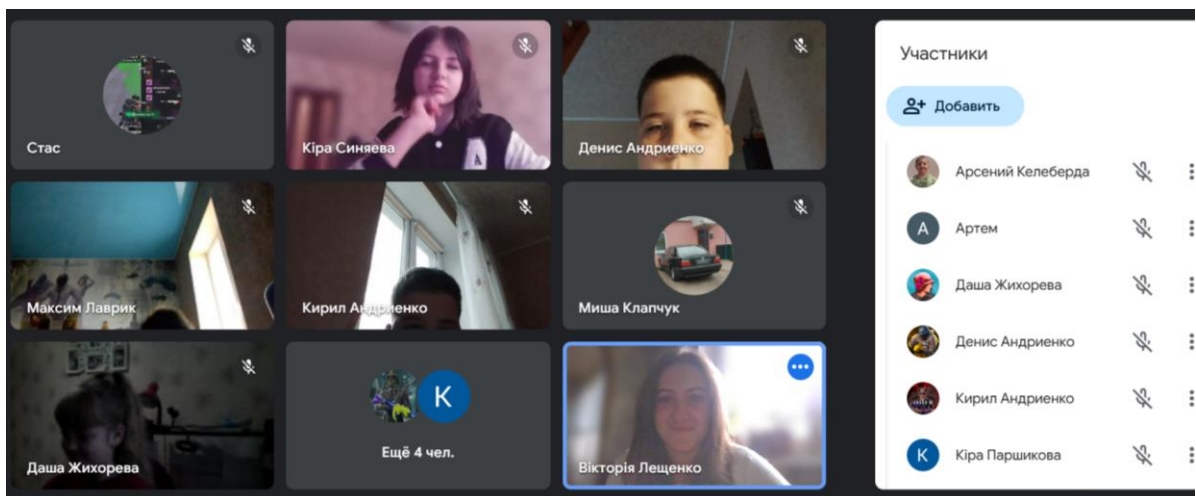 Стас
Кіра Синяева
Денис Андриенко
Максим Лаврик
Кирил Андриенко
Миша Клапчук
Даша Жихорева
K
Ещё 4 чел.
Вікторія Лещенко
Участники
Добавить
Арсений Келеберда
A
Артем
Даша Жихорева
Денис Андриенко
Кирил Андриенко
K
Кіра Паршикова